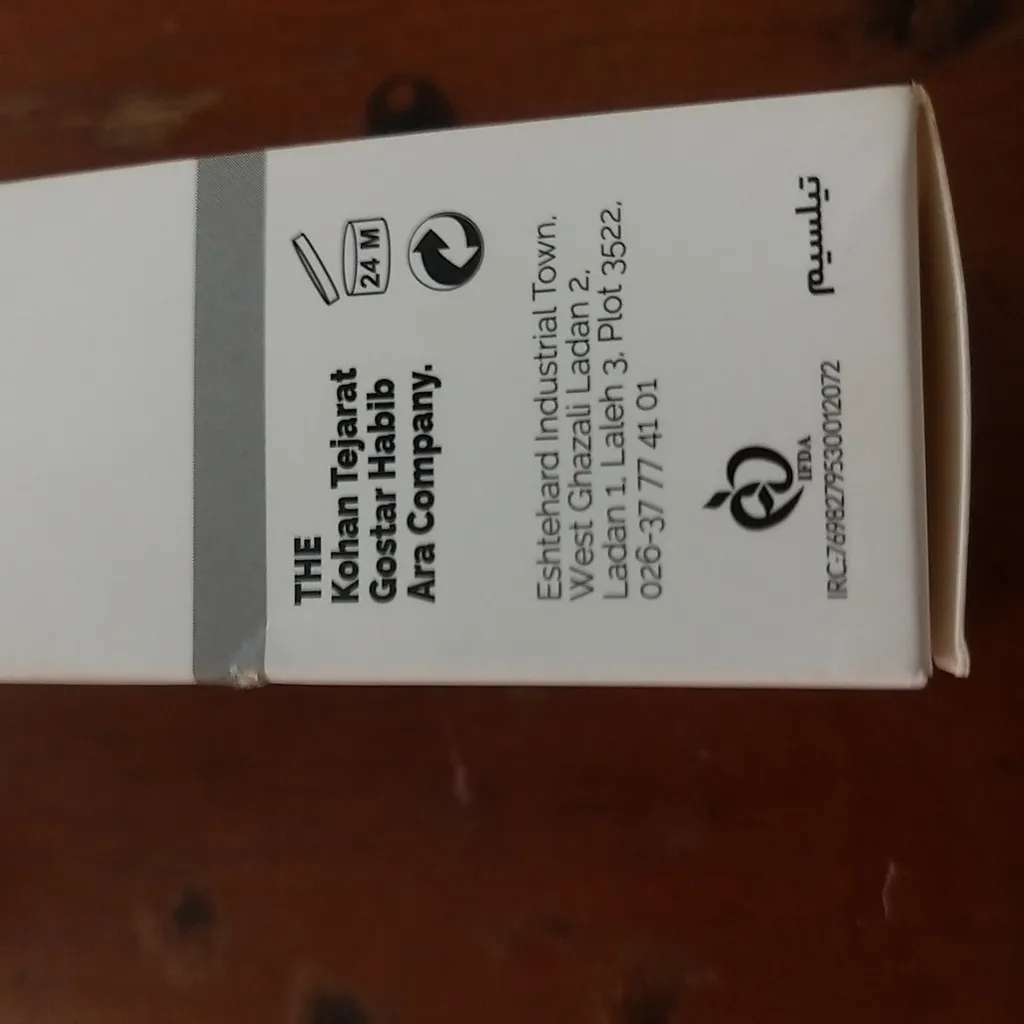 THE
Kohan Tejarat
Gostar Habib
Ara Company.
24 M
Eshtehard Industrial Town.
West Ghazali Ladan 2.
Ladan 1. Laleh 3. Plot 3522.
026-37 77 41 01
IFDA
IRC:7698279530012072
تیلسیم